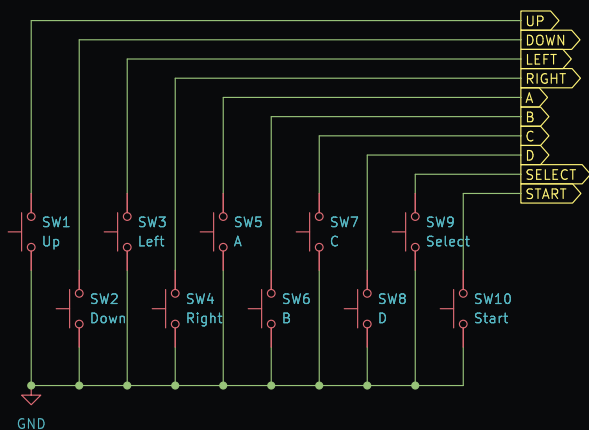 UP
DOWN
LEFT
RIGHT
A
B
C
D
SELECT
START
SW1
Up
SW3
Left
SW5
A
SW7
C
SW9
Select
SW2
Down
SW4
Right
SW6
B
SW8
D
SW10
Start
GND